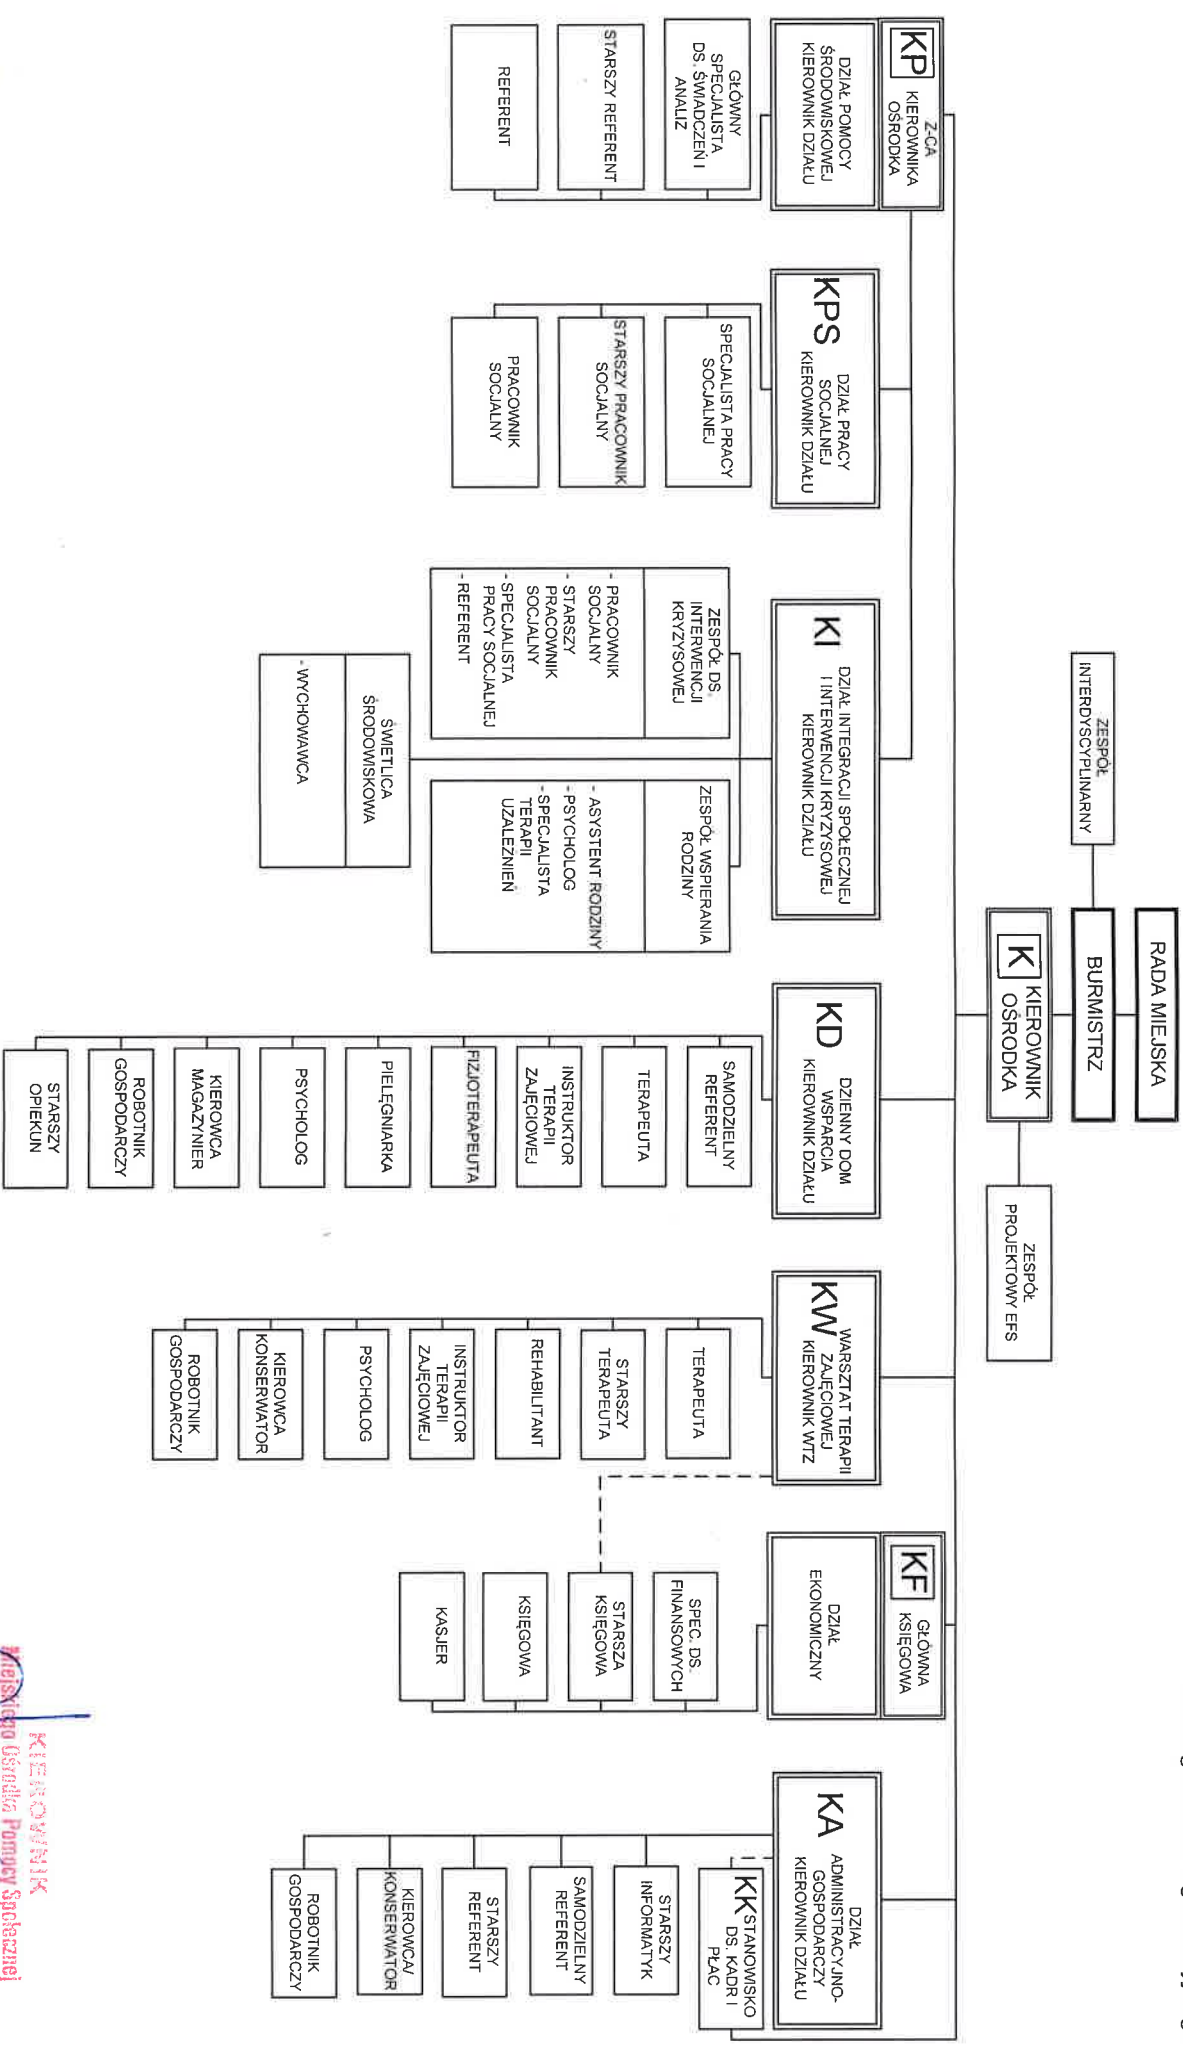 RADA MIEJSKA
BURMISTRZ
ZESPÓŁ
INTERDYSCYPLINARNY
K
KIEROWNIK
OŚRODKA
ZESPÓŁ
PROJEKTOWY EFS
KP
Z-CA
KIEROWNIKA
OŚRODKA
DZIAŁ POMOCY
ŚRODOWISKOWEJ
KIEROWNIK DZIAŁU
GŁÓWNY
SPECJALISTA
DS. ŚWIADCZEŃ I
ANALIZ
STARSZY REFERENT
REFERENT
KPS
DZIAŁ PRACY
SOCJALNEJ
KIEROWNIK DZIAŁU
SPECJALISTA PRACY
SOCJALNEJ
STARSZY PRACOWNIK
SOCJALNY
PRACOWNIK
SOCJALNY
KI
DZIAŁ INTEGRACJI SPOŁECZNEJ
I INTERWENCJI KRYZYSOWEJ
KIEROWNIK DZIAŁU
ZESPÓŁ DS.
INTERWENCJI
KRYZYSOWEJ
- PRACOWNIK
SOCJALNY
- STARSZY
PRACOWNIK
SOCJALNY
- SPECJALISTA
PRACY SOCJALNEJ
- REFERENT
ZESPÓŁ WSPIERANIA
RODZINY
- ASYSTENT RODZINY
- PSYCHOLOG
- SPECJALISTA
TERAPII
UZALEŻNIEŃ
ŚWIETLICA
ŚRODOWISKOWA
- WYCHOWAWCA
KD
DZIENNY DOM
WSPARCIA
KIEROWNIK DZIAŁU
SAMODZIELNY
REFERENT
TERAPEUTA
INSTRUKTOR
TERAPII
ZAJĘCIOWEJ
FIZJOTERAPEUTA
PIELĘGNIARKA
PSYCHOLOG
KIEROWCA
MAGAZYNIER
ROBOTNIK
GOSPODARCZY
STARSZY
OPIEKUN
KW
WARSZTAT TERAPII
ZAJĘCIOWEJ
KIEROWNIK WTZ
TERAPEUTA
STARSZY
TERAPEUTA
REHABILITANT
INSTRUKTOR
TERAPII
ZAJĘCIOWEJ
PSYCHOLOG
KIEROWCA
KONSERWATOR
ROBOTNIK
GOSPODARCZY
KF
GŁÓWNA
KSIĘGOWA
DZIAŁ
EKONOMICZNY
SPEC. DS.
FINANSOWYCH
STARSZA
KSIĘGOWA
KSIĘGOWA
KASJER
KA
DZIAŁ
ADMINISTRACYJNO-
GOSPODARCZY
KIEROWNIK DZIAŁU
KK
STANOWISKO
DS. KADR I
PŁAC
STARSZY
INFORMATYK
SAMODZIELNY
REFERENT
STARSZY
REFERENT
KIEROWCA/
KONSERWATOR
ROBOTNIK
GOSPODARCZY
KIEROWNIK
Miejskiego Ośrodka Pomocy Społecznej